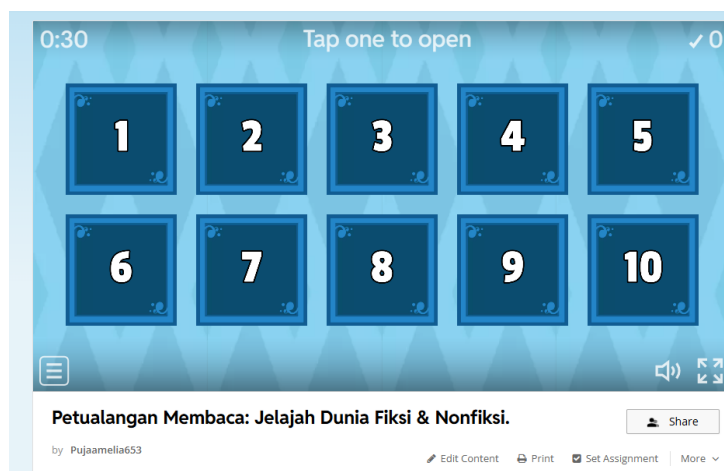 0:30 Tap one to open ✓ 0
1 2 3 4 5
6 7 8 9 10
Petualangan Membaca: Jelajah Dunia Fiksi & Nonfiksi.
Share
by Pujaamelia653
Edit Content Print Set Assignment More